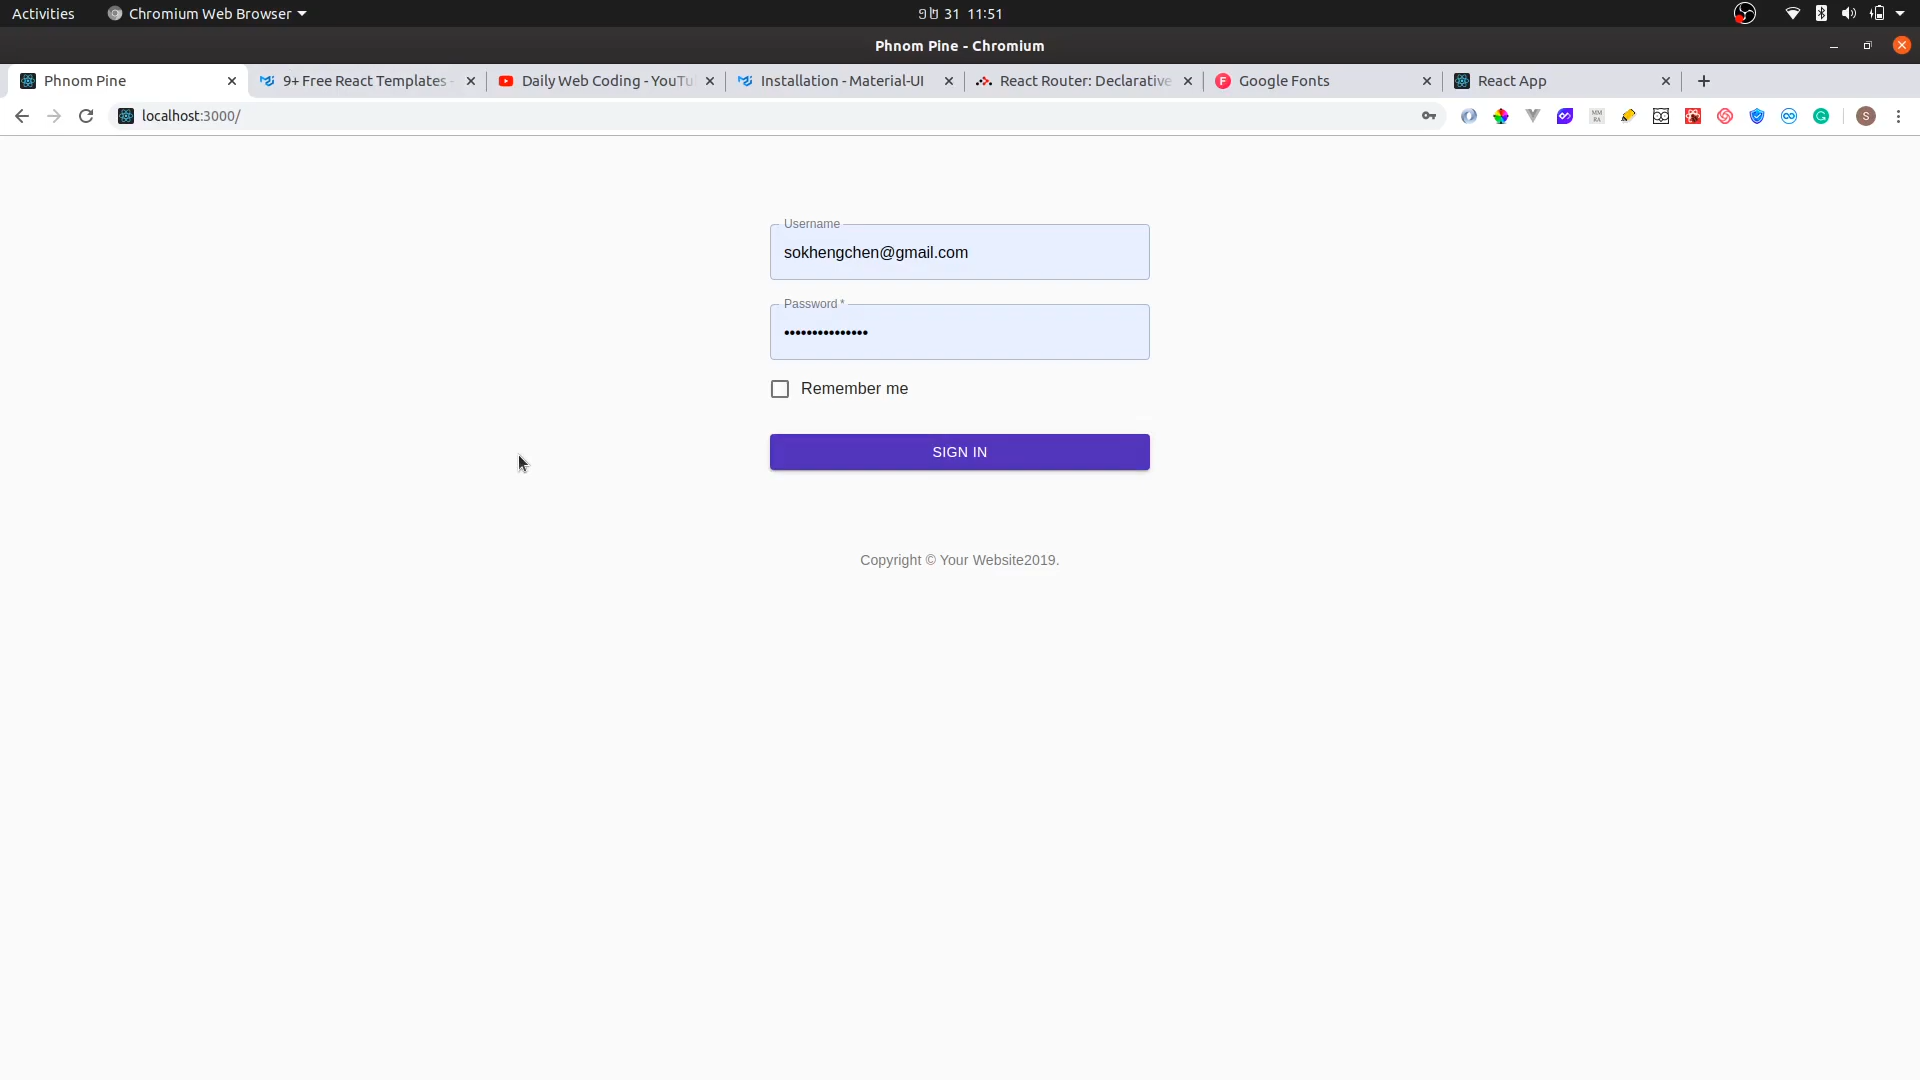 Activities
Chromium Web Browser
31 11:51
Phnom Pine - Chromium
Phnom Pine
9+ Free React Templates -
Daily Web Coding - YouTu
Installation - Material-UI
React Router: Declarative
Google Fonts
React App
localhost:3000/
S
Username
sokhengchen@gmail.com
Password *
Remember me
SIGN IN
Copyright © Your Website2019.